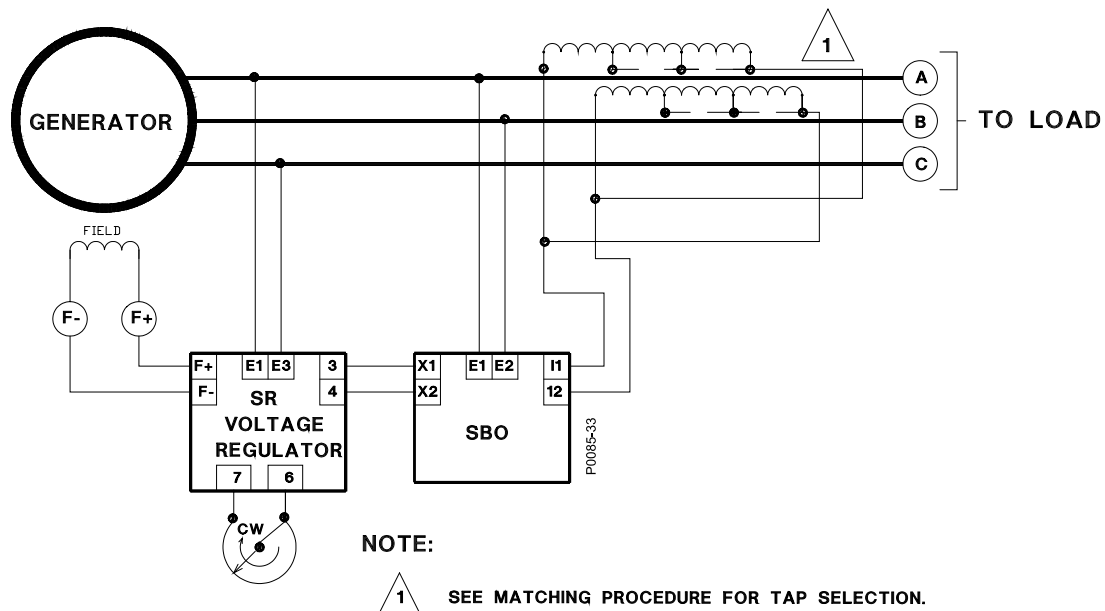 1
A
GENERATOR
B
TO LOAD
C
FIELD
F-
F+
F+
E1
E3
3
X1
E1
E2
I1
F-
4
X2
12
SR
VOLTAGE
REGULATOR
SBO
P0085-33
7
6
CW
NOTE:
1
SEE MATCHING PROCEDURE FOR TAP SELECTION.